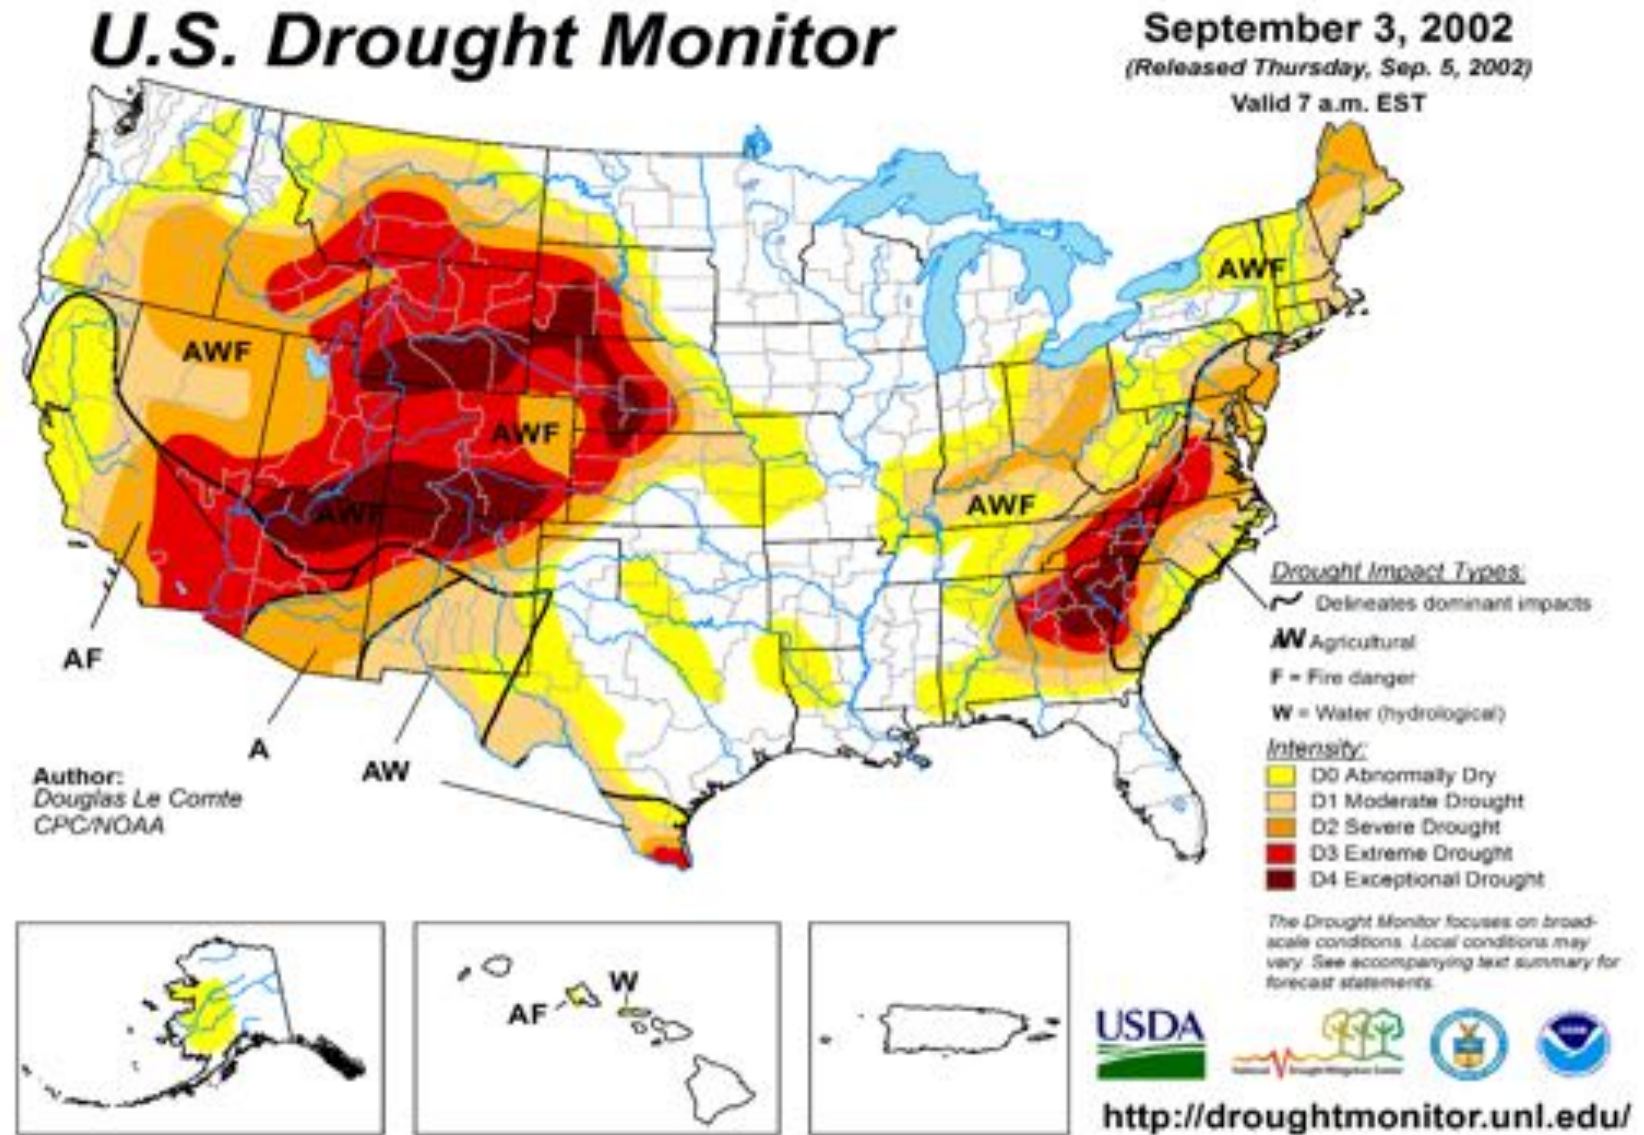 U.S. Drought Monitor
September 3, 2002
(Released Thursday, Sep. 5, 2002)
Valid 7 a.m. EST
AWF
AWF
AWF
AWF
AWF
AF
A
AW
Author:
Douglas Le Comte
CPC/NOAA
Drought Impact Types:
Delineates dominant impacts
Agricultural
F = Fire danger
W = Water (hydrological)
Intensity:
D0 Abnormally Dry
D1 Moderate Drought
D2 Severe Drought
D3 Extreme Drought
D4 Exceptional Drought
The Drought Monitor focuses on broad-
scale conditions. Local conditions may
vary. See accompanying text summary for
forecast statements.
AF
W
USDA
National Drought Mitigation Center
http://droughtmonitor.unl.edu/